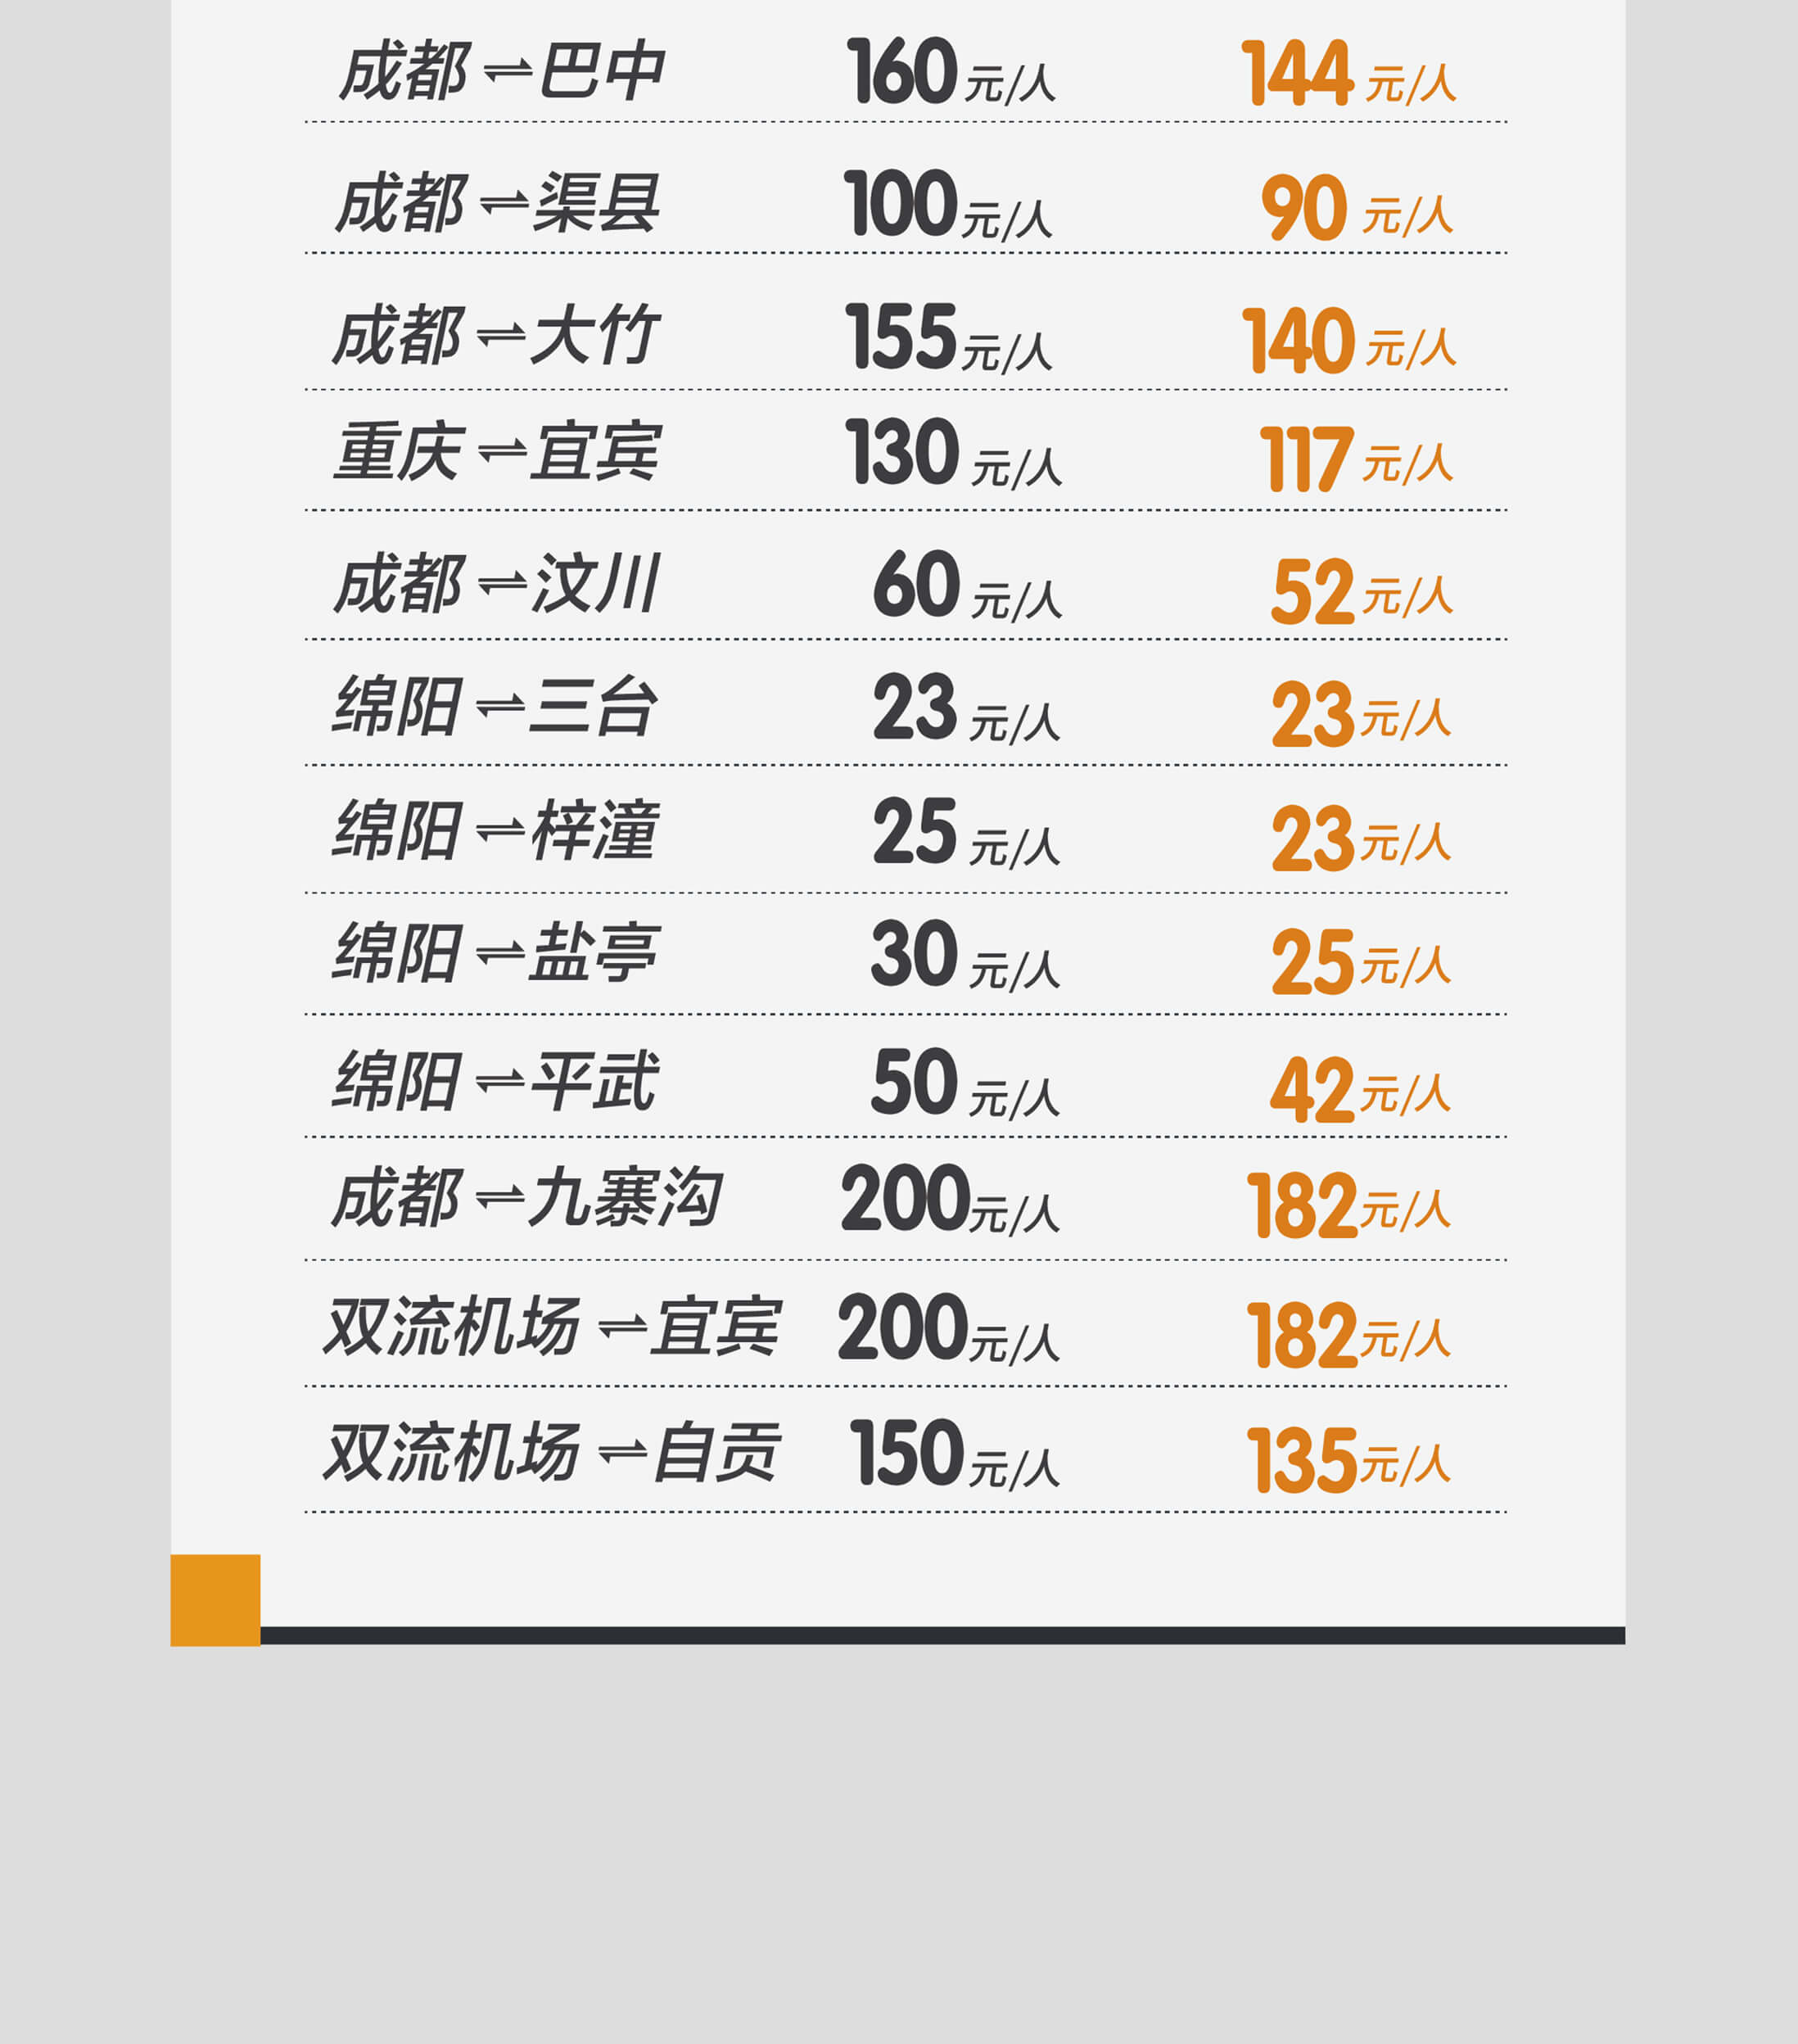 成都⇌巴中 160元/人 144元/人
成都⇌渠县 100元/人 90元/人
成都⇌大竹 155元/人 140元/人
重庆⇌宜宾 130元/人 117元/人
成都⇌汶川 60元/人 52元/人
绵阳⇌三台 23元/人 23元/人
绵阳⇌梓潼 25元/人 23元/人
绵阳⇌盐亭 30元/人 25元/人
绵阳⇌平武 50元/人 42元/人
成都⇌九寨沟 200元/人 182元/人
双流机场⇌宜宾 200元/人 182元/人
双流机场⇌自贡 150元/人 135元/人